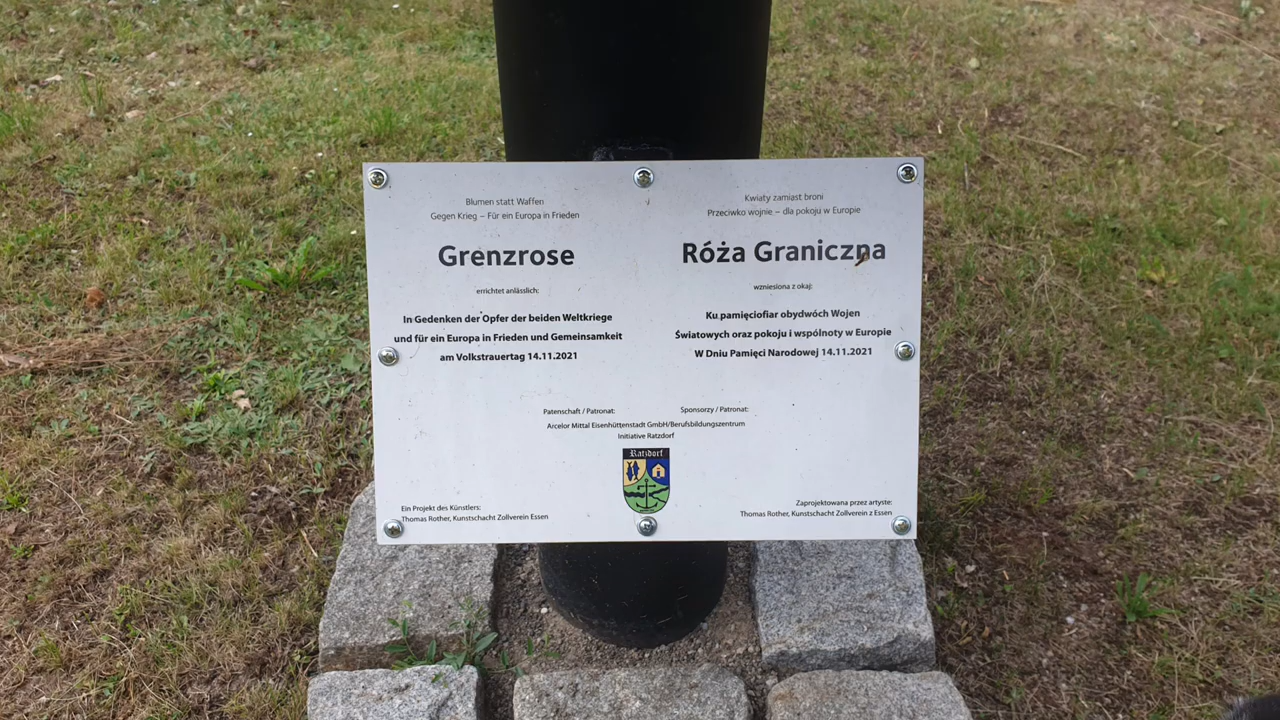 Blumen statt Waffen
Gegen Krieg – Für ein Europa in Frieden
Grenzrose
errichtet anlässlich:
In Gedenken der Opfer der beiden Weltkriege
und für ein Europa in Frieden und Gemeinsamkeit
am Volkstrauertag 14.11.2021
Kwiaty zamiast broni
Przeciwko wojnie – dla pokoju w Europie
Róża Graniczna
wzniesiona z okaj:
Ku pamięciofiar obydwóch Wojen
Światowych oraz pokoju i wspólnoty w Europie
W Dniu Pamięci Narodowej 14.11.2021
Patenschaft / Patronat:
Sponsorzy / Patronat:
Arcelor Mittal Eisenhüttenstadt GmbH/Berufsbildungszentrum
Initiative Ratzdorf
Ratzdorf
Ein Projekt des Künstlers:
Thomas Rother, Kunstschacht Zollverein Essen
Zaprojektowana przez artyste:
Thomas Rother, Kunstschacht Zollverein z Essen